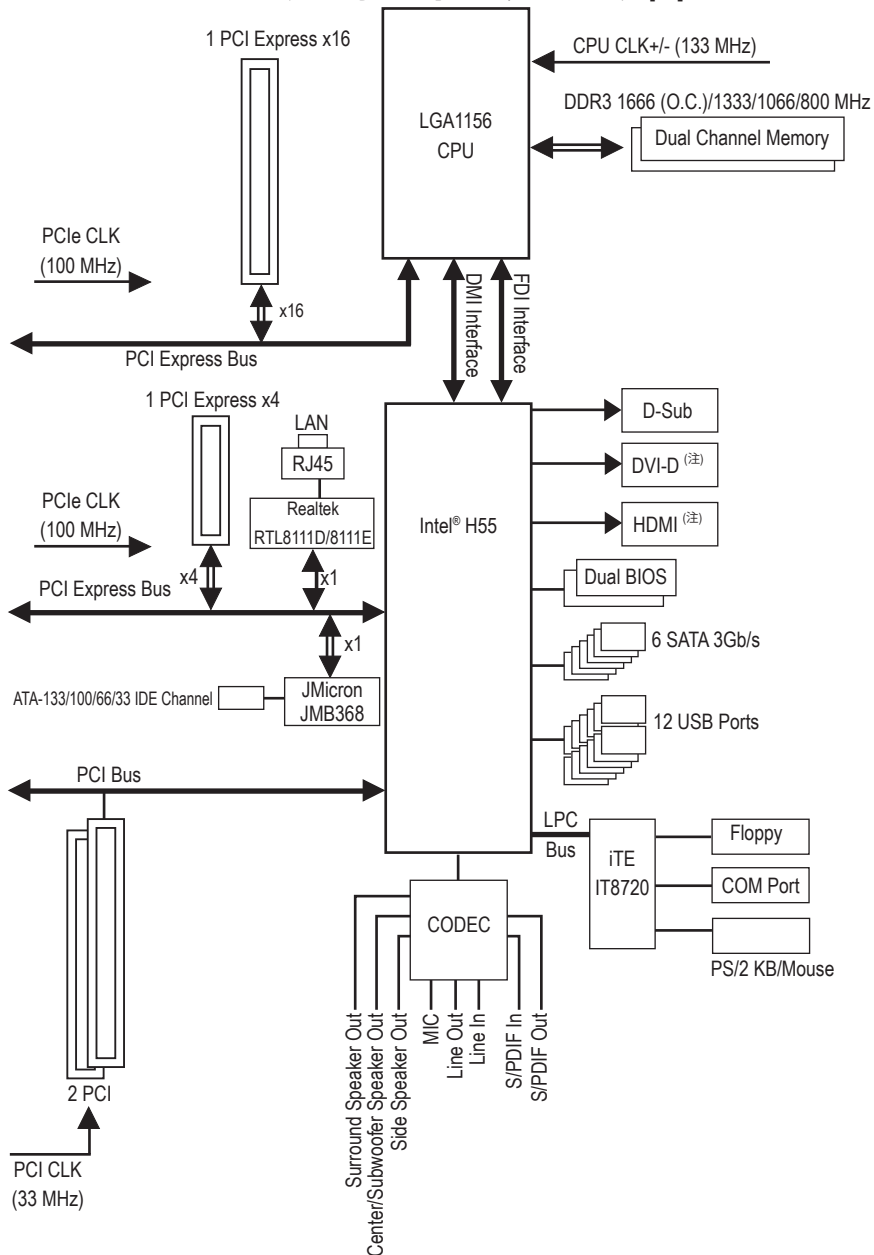 1 PCI Express x16
CPU CLK+/- (133 MHz)
DDR3 1666 (O.C.)/1333/1066/800 MHz
LGA1156
CPU
Dual Channel Memory
PCIe CLK
(100 MHz)
x16
DMI Interface
FDI Interface
PCI Express Bus
1 PCI Express x4
LAN
RJ45
D-Sub
DVI-D (注)
HDMI (注)
Realtek
RTL8111D/8111E
PCIe CLK
(100 MHz)
Intel® H55
x4
x1
PCI Express Bus
Dual BIOS
x1
6 SATA 3Gb/s
ATA-133/100/66/33 IDE Channel
JMicron
JMB368
12 USB Ports
PCI Bus
LPC
Bus
iTE
IT8720
Floppy
COM Port
PS/2 KB/Mouse
CODEC
Surround Speaker Out
Center/Subwoofer Speaker Out
Side Speaker Out
MIC
Line Out
Line In
S/PDIF In
S/PDIF Out
2 PCI
PCI CLK
(33 MHz)